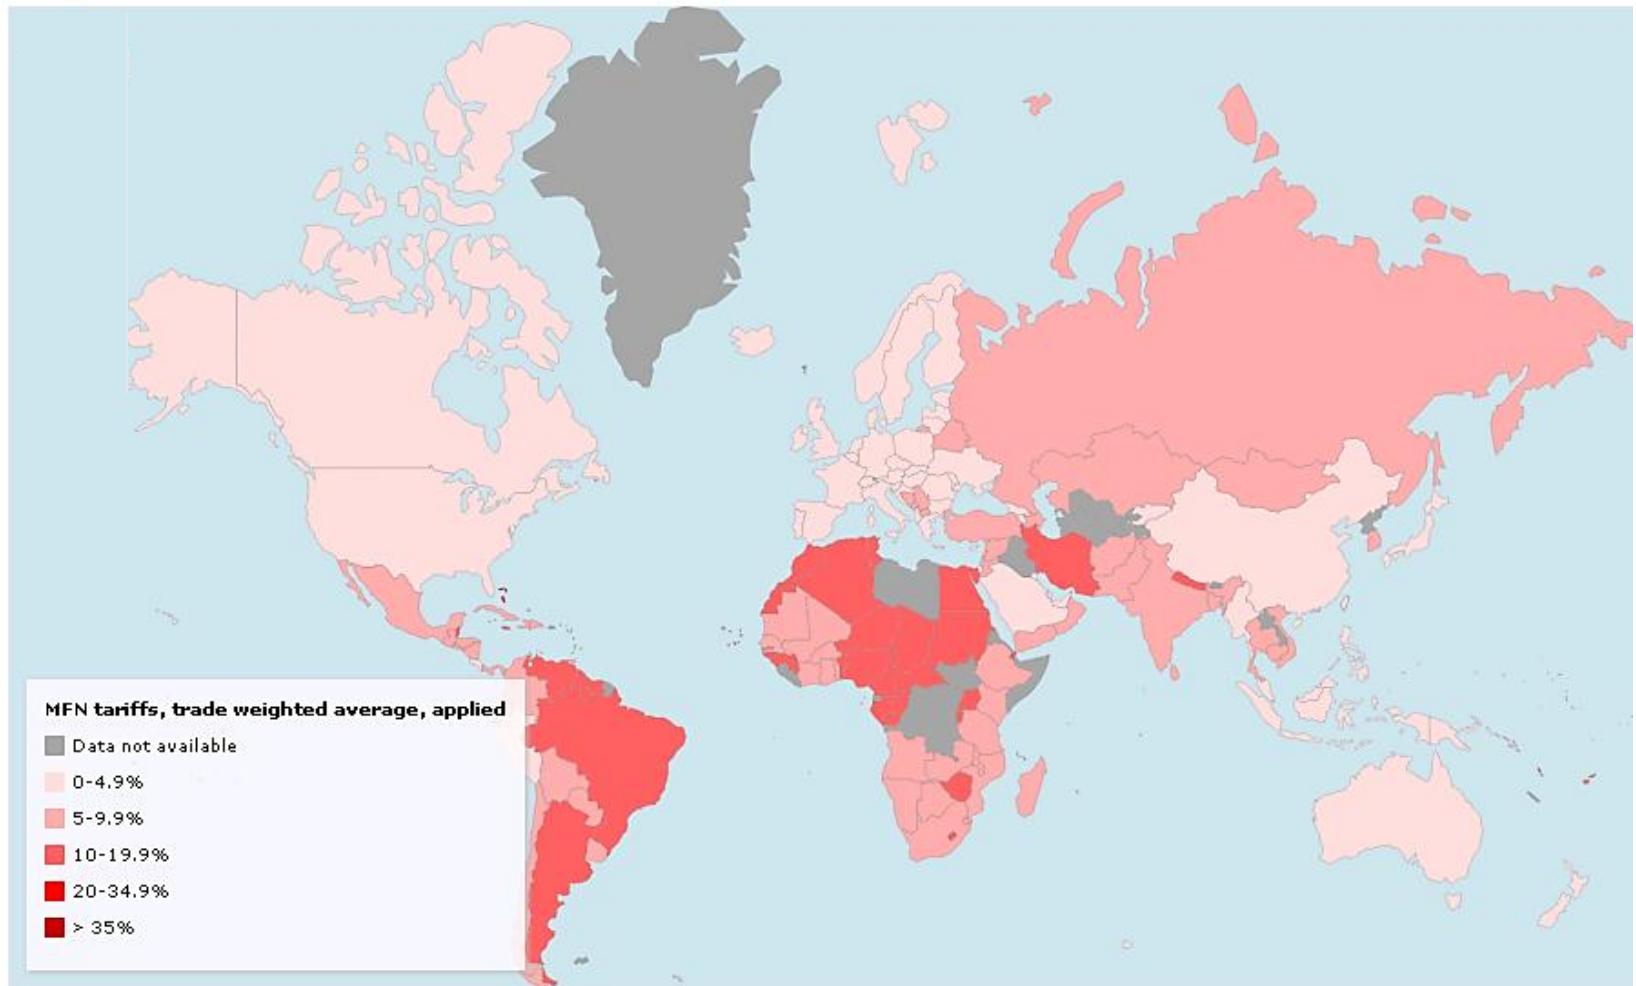 MFN tariffs, trade weighted average, applied
Data not available
0-4.9%
5-9.9%
10-19.9%
20-34.9%
> 35%